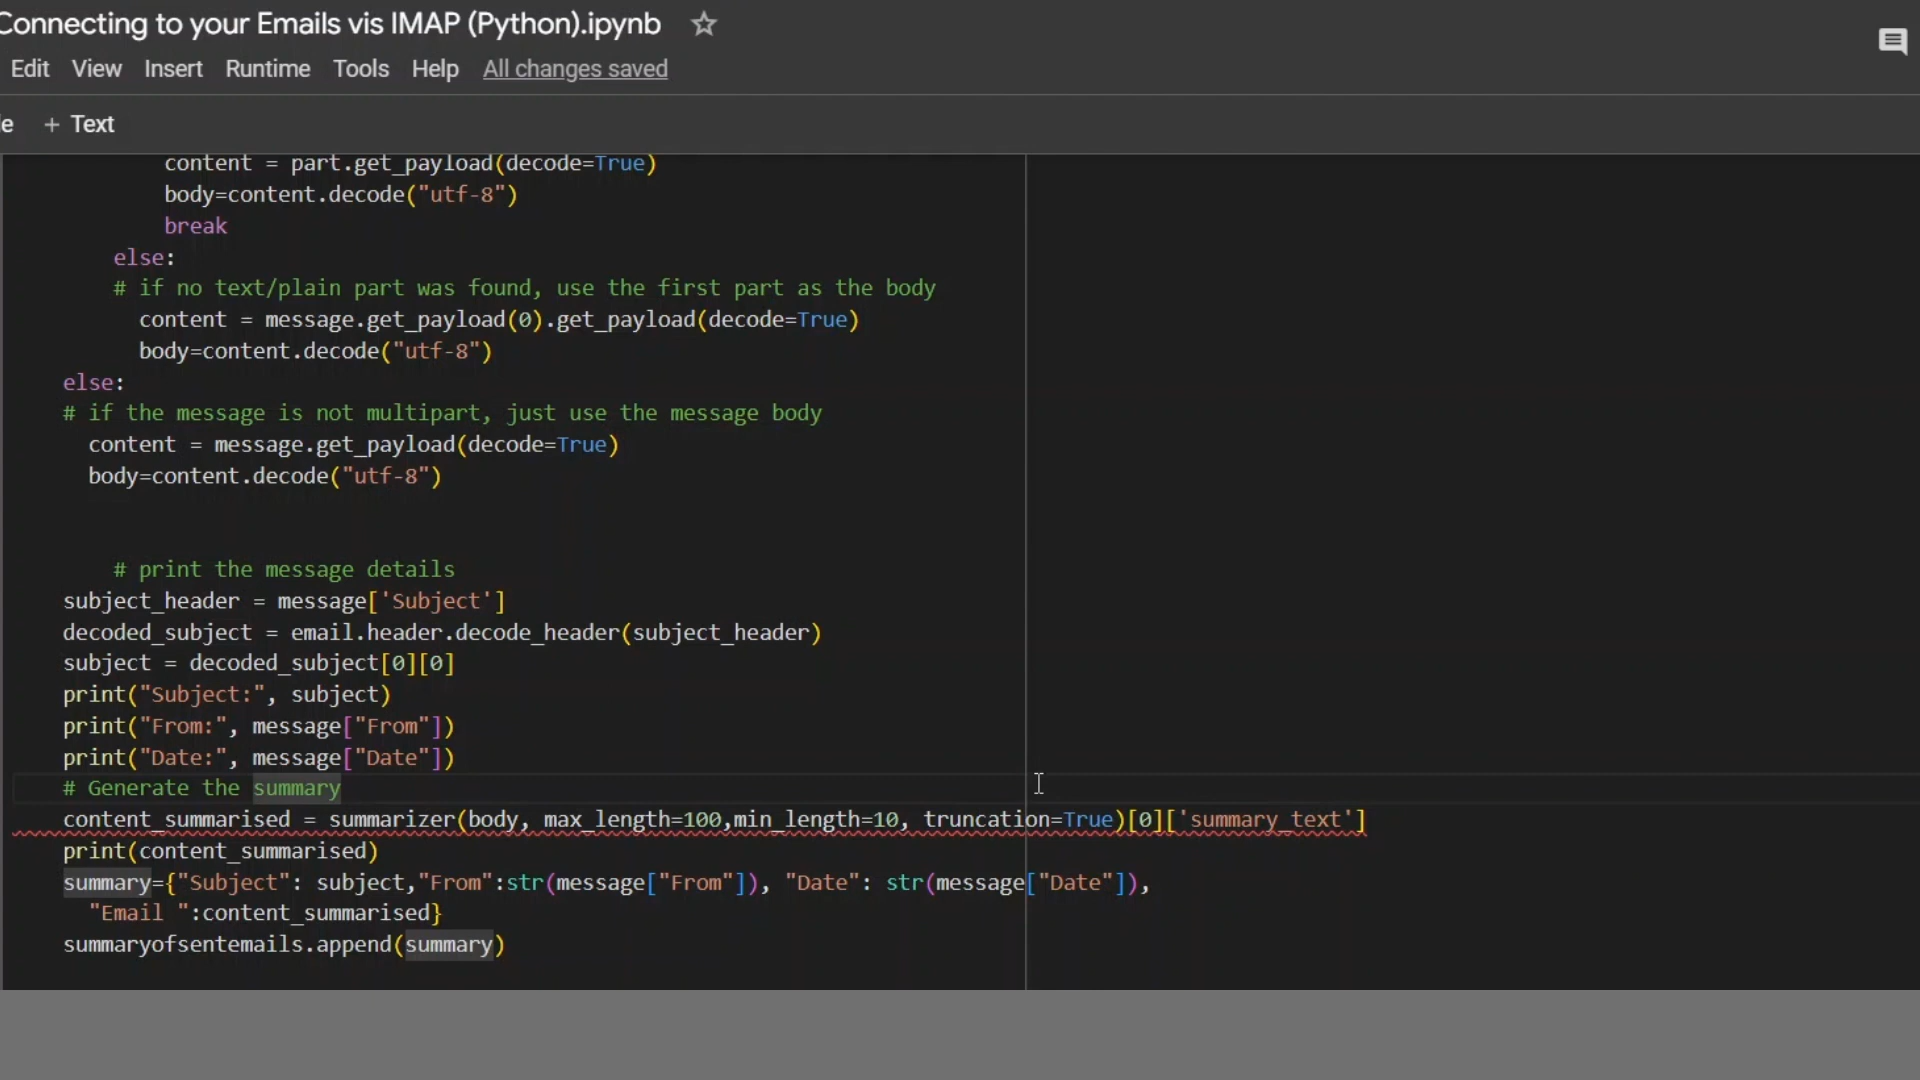 Connecting to your Emails vis IMAP (Python).ipynb
Edit View Insert Runtime Tools Help All changes saved
e + Text
content = part.get_payload(decode=True)
body=content.decode("utf-8")
break
else:
# if no text/plain part was found, use the first part as the body
content = message.get_payload(0).get_payload(decode=True)
body=content.decode("utf-8")
else:
# if the message is not multipart, just use the message body
content = message.get_payload(decode=True)
body=content.decode("utf-8")
# print the message details
subject_header = message['Subject']
decoded_subject = email.header.decode_header(subject_header)
subject = decoded_subject[0][0]
print("Subject:", subject)
print("From:", message["From"])
print("Date:", message["Date"])
# Generate the summary
content_summarised = summarizer(body, max_length=100,min_length=10, truncation=True)[0]['summary_text']
print(content_summarised)
summary={"Subject": subject,"From":str(message["From"]), "Date": str(message["Date"]),
"Email ":content_summarised}
summaryofsentemails.append(summary)